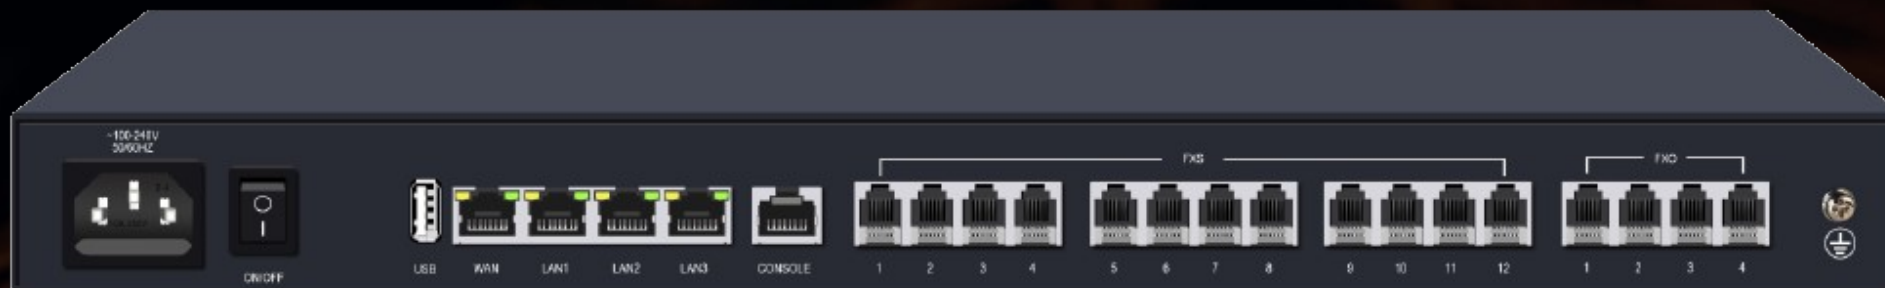 ~100-240V
50/60HZ
ON/OFF
USB
WAN
LAN1
LAN2
LAN3
CONSOLE
FXS
1
2
3
4
5
6
7
8
9
10
11
12
FXO
1
2
3
4